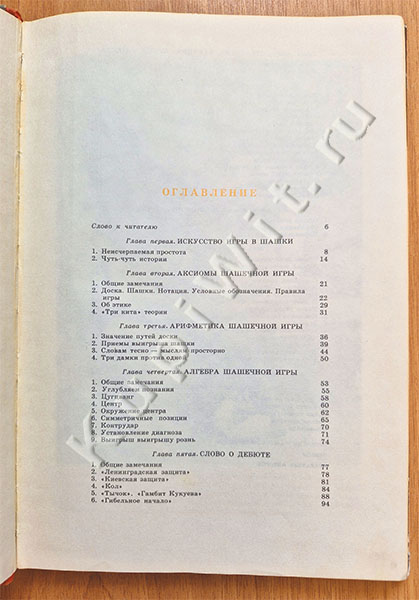 ОГЛАВЛЕНИЕ
Слово к читателю 6
Глава первая. ИСКУССТВО ИГРЫ В ШАШКИ
1. Неисчерпаемая простота 8
2. Чуть-чуть истории 14
Глава вторая. АКСИОМЫ ШАШЕЧНОЙ ИГРЫ
1. Общие замечания 21
2. Доска. Шашки. Нотация. Условные обозначения. Правила
игры 22
3. Об этике 29
4. «Три кита» теории 31
Глава третья. АРИФМЕТИКА ШАШЕЧНОЙ ИГРЫ
1. Значение путей доски 35
2. Приемы выигрыша шашки 39
3. Словам тесно — мыслям просторно 44
4. Три дамки против одной 50
Глава четвертая. АЛГЕБРА ШАШЕЧНОЙ ИГРЫ
1. Общие замечания 53
2. Углубляем познания 55
3. Цугцванг 58
4. Центр 60
5. Окружение центра 62
6. Симметричные позиции 65
7. Контрудар 70
8. Установление диагноза 71
9. Выигрыш выигрышу рознь 74
Глава пятая. СЛОВО О ДЕБЮТЕ
1. Общие замечания 77
2. «Ленинградская защита» 78
3. «Киевская защита» 81
4. «Кол» 84
5. «Тычок». «Гамбит Кукуева» 88
6. «Гибельное начало» 94
kupiwit.ru